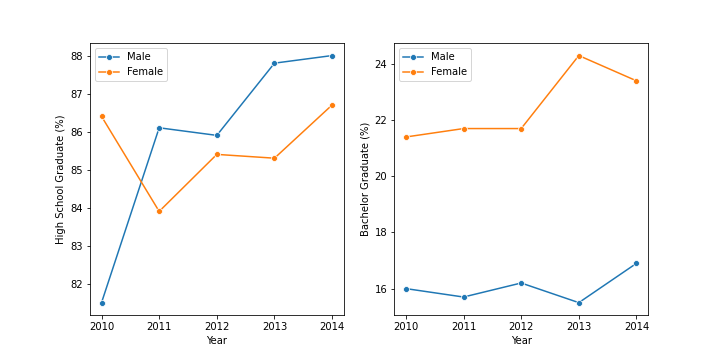 High School Graduate (%)
88
87
86
85
84
83
82
Male
Female
2010 2011 2012 2013 2014
Year
Bachelor Graduate (%)
24
22
20
18
16
Male
Female
2010 2011 2012 2013 2014
Year